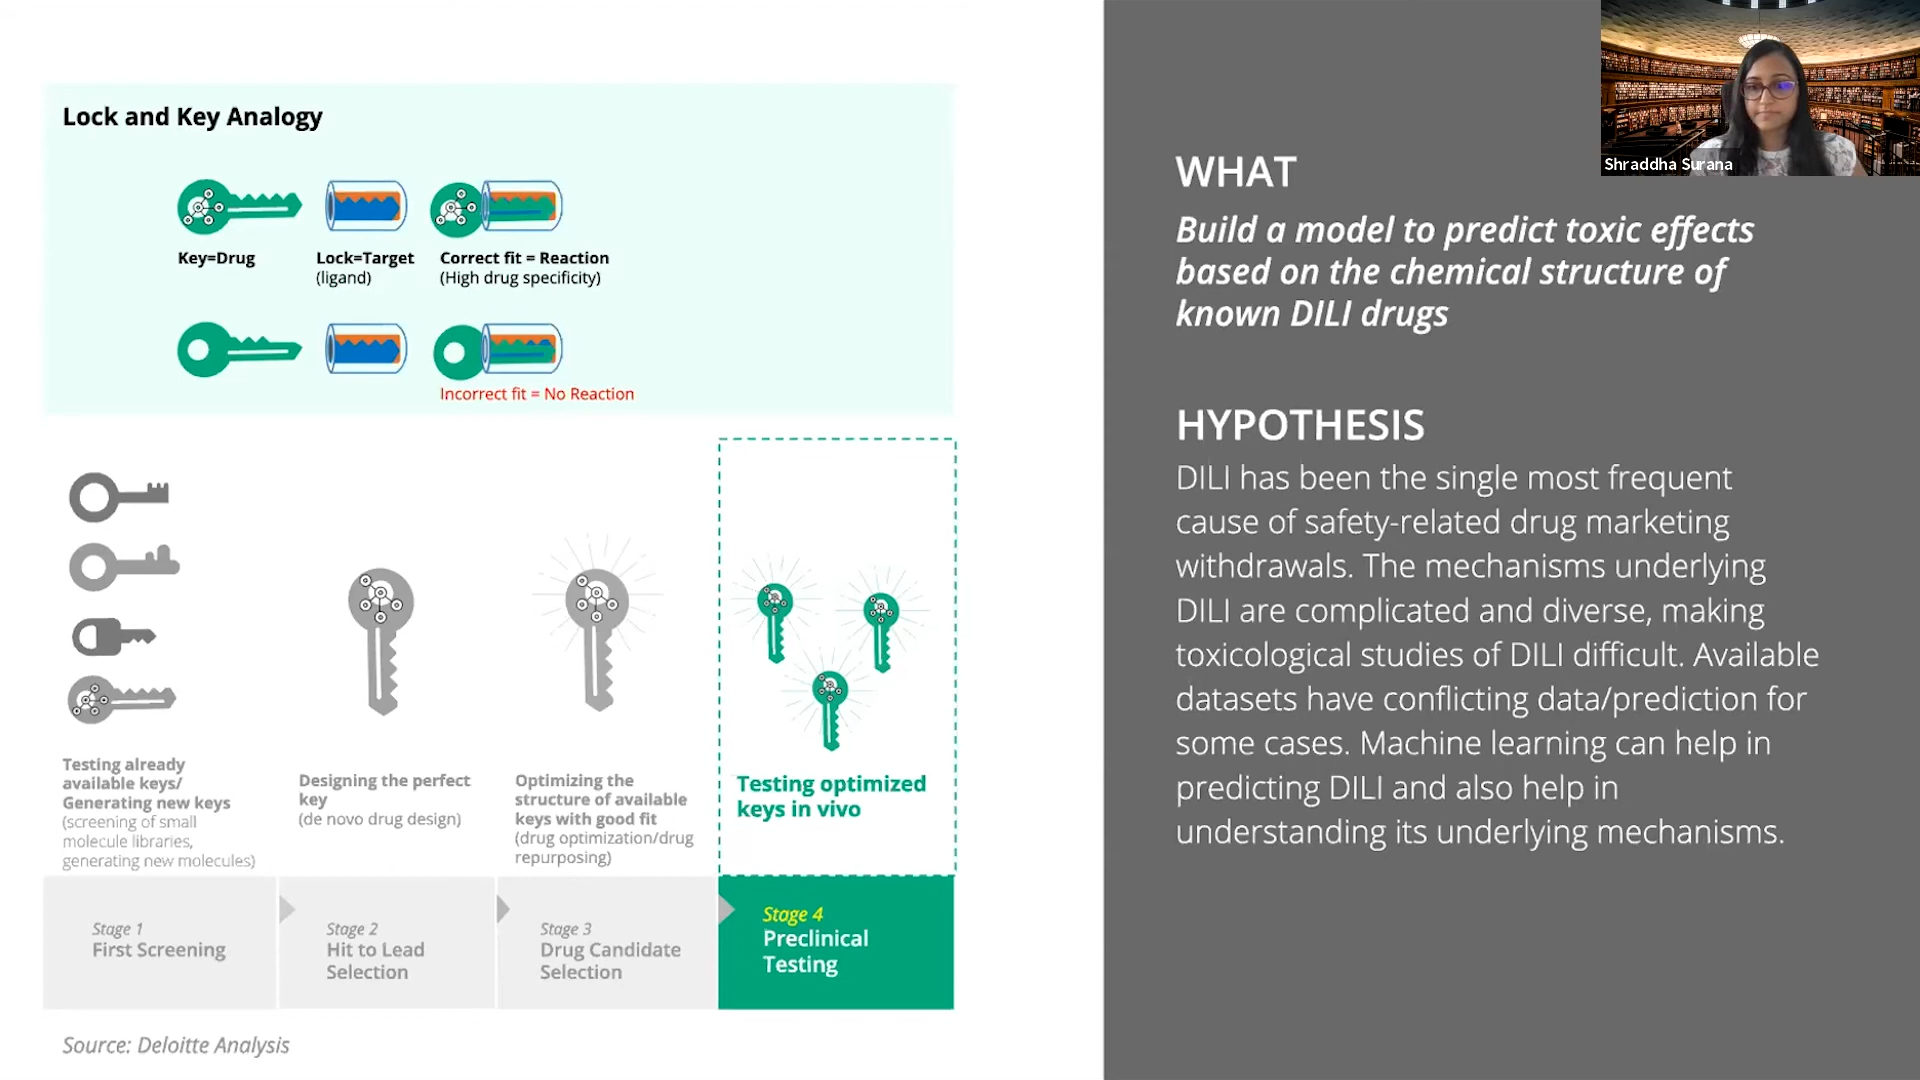 Lock and Key Analogy
Key=Drug
Lock=Target
(ligand)
Correct fit = Reaction
(High drug specificity)
Incorrect fit = No Reaction
Testing already
available keys/
Generating new keys
(screening of small
molecule libraries,
generating new molecules)
Designing the perfect
key
(de novo drug design)
Optimizing the
structure of available
keys with good fit
(drug optimization/drug
repurposing)
Testing optimized
keys in vivo
Stage 1
First Screening
Stage 2
Hit to Lead
Selection
Stage 3
Drug Candidate
Selection
Stage 4
Preclinical
Testing
Source: Deloitte Analysis
WHAT
Build a model to predict toxic effects
based on the chemical structure of
known DILI drugs
HYPOTHESIS
DILI has been the single most frequent
cause of safety-related drug marketing
withdrawals. The mechanisms underlying
DILI are complicated and diverse, making
toxicological studies of DILI difficult. Available
datasets have conflicting data/prediction for
some cases. Machine learning can help in
predicting DILI and also help in
understanding its underlying mechanisms.
Shraddha Surana